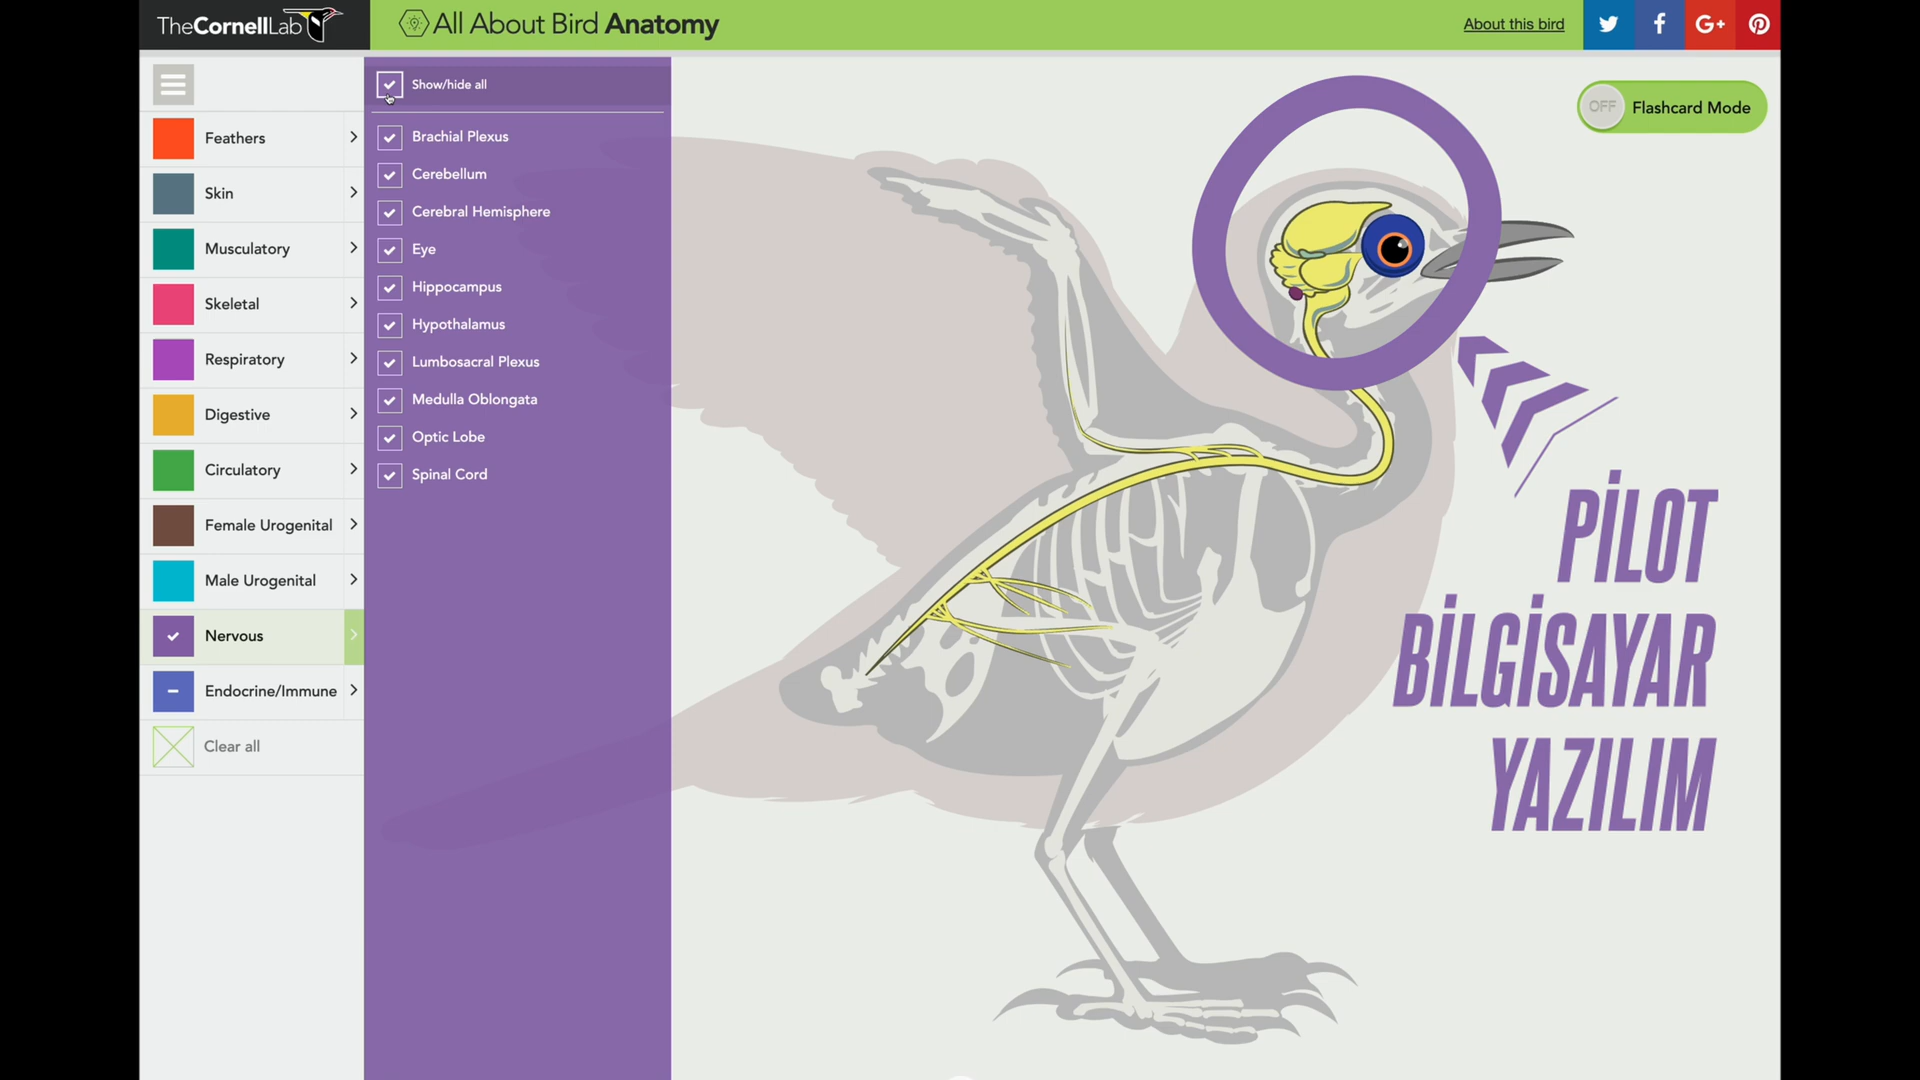 TheCornellLab
All About Bird Anatomy
About this bird
G+
Show/hide all
OFF
Flashcard Mode
Feathers
Skin
Musculatory
Skeletal
Respiratory
Digestive
Circulatory
Female Urogenital
Male Urogenital
Nervous
Endocrine/Immune
Clear all
Brachial Plexus
Cerebellum
Cerebral Hemisphere
Eye
Hippocampus
Hypothalamus
Lumbosacral Plexus
Medulla Oblongata
Optic Lobe
Spinal Cord
PİLOT
BİLGİSAYAR
YAZILIM